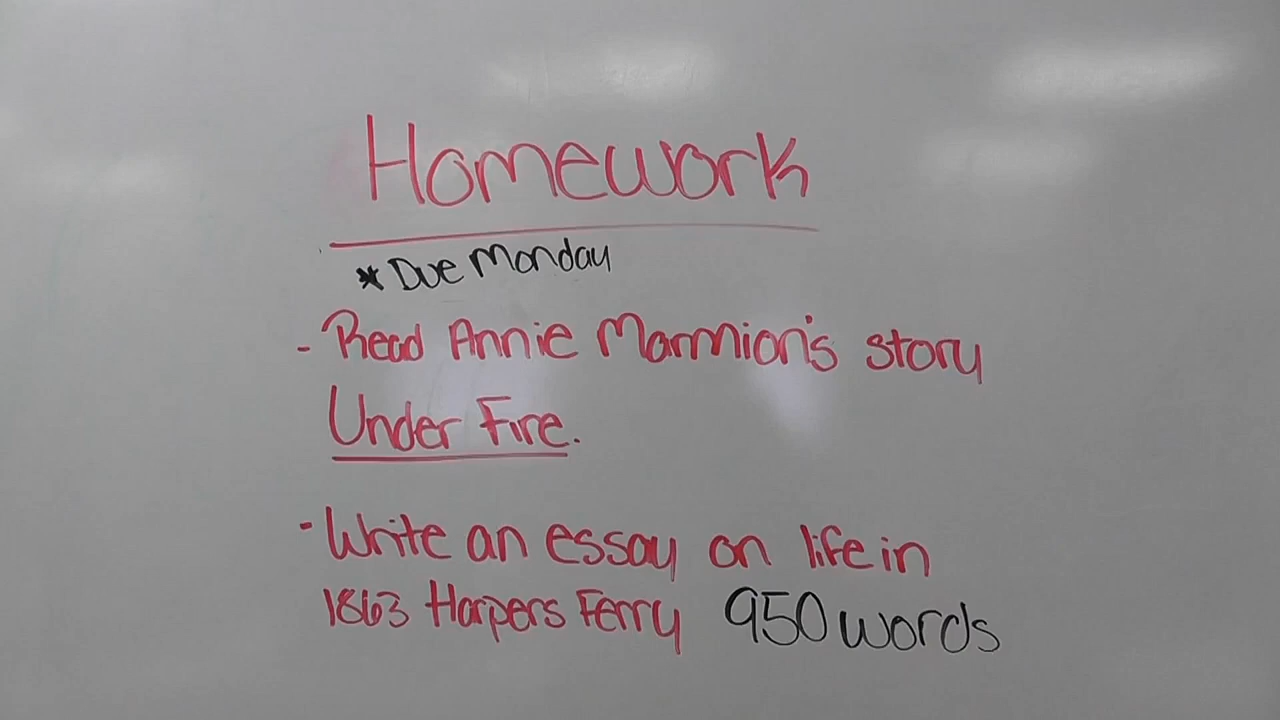 Homework
* Due Monday
- Read Annie Marmion's story
Under Fire.
- Write an essay on life in
1863 Harpers Ferry 950 words